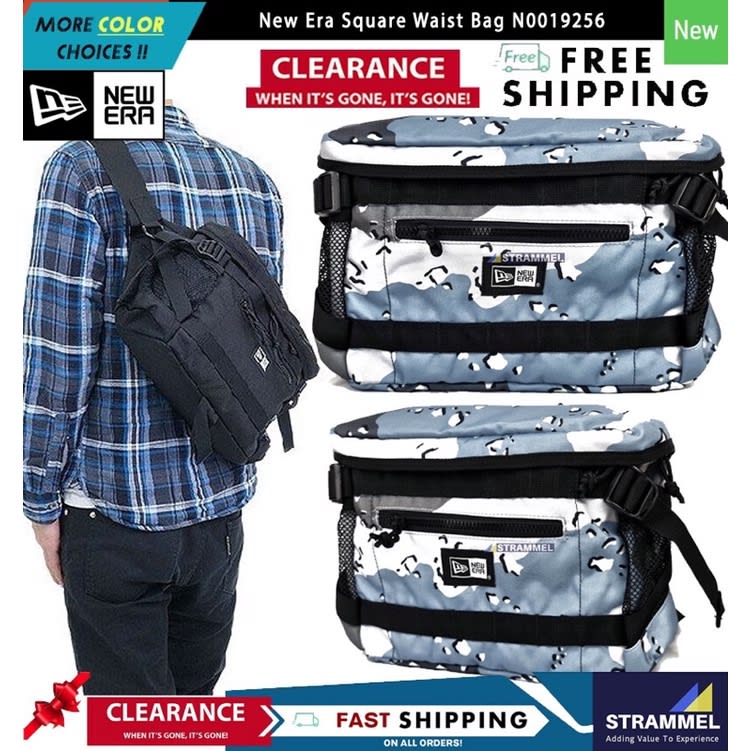 MORE COLOR
CHOICES !!
New Era Square Waist Bag N0019256
New
NEW
ERA
CLEARANCE
WHEN IT'S GONE, IT'S GONE!
Free
FREE
SHIPPING
STRAMMEL
NEW
ERA
STRAMMEL
NEW
ERA
CLEARANCE
WHEN IT'S GONE, IT'S GONE!
FAST SHIPPING
ON ALL ORDERS!
STRAMMEL
Adding Value To Experience